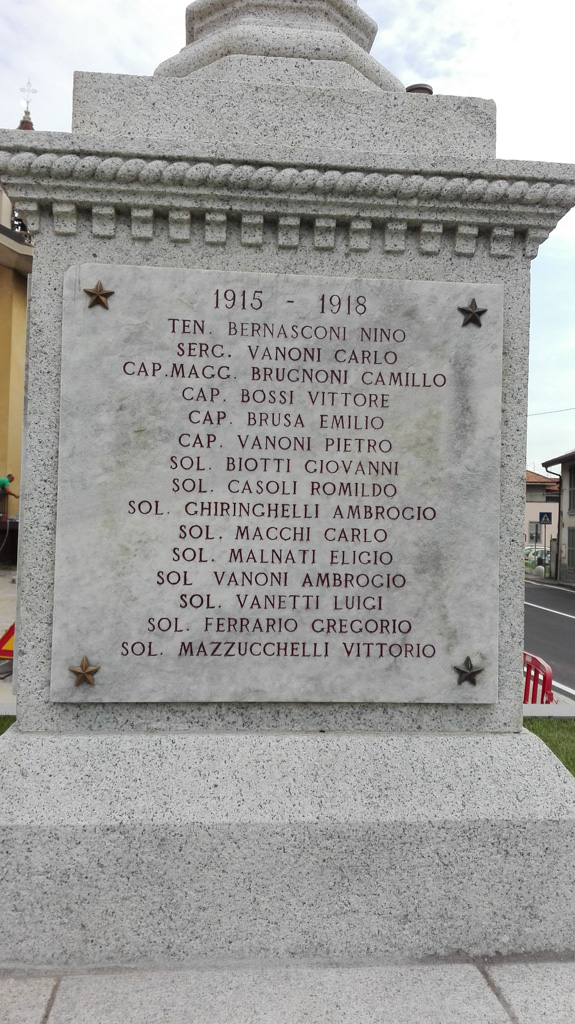 1915 - 1918
TEN. BERNASCONI NINO
SERG. VANONI CARLO
CAP.MAGG. BRUGNONI CAMILLO
CAP. BOSSI VITTORE
CAP. BRUSA EMILIO
CAP. VANONI PIETRO
SOL. BIOTTI GIOVANNI
SOL. CASOLI ROMILDO
SOL. GHIRINGHELLI AMBROGIO
SOL. MACCHI CARLO
SOL. MALNATI ELIGIO
SOL VANONI AMBROGIO
SOL. VANETTI LUIGI
SOL. FERRARIO GREGORIO
SOL. MAZZUCCHELLI VITTORIO